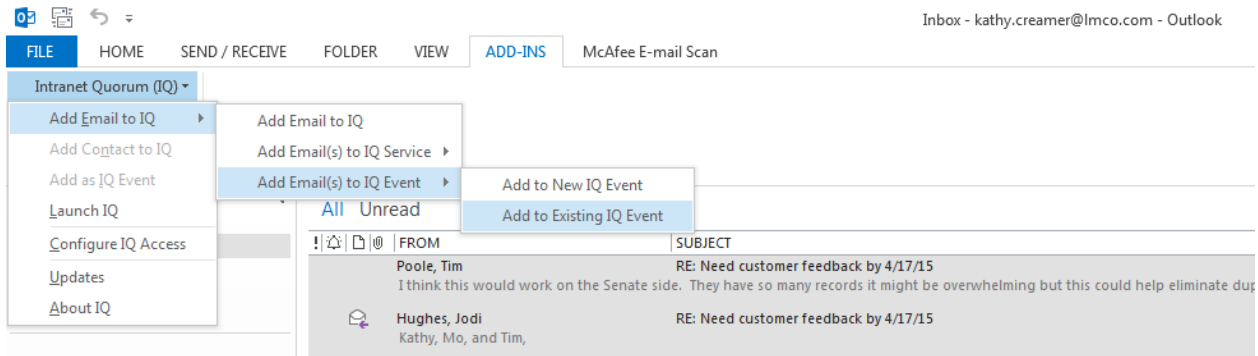 Inbox - kathy.creamer@lmco.com - Outlook
FILE HOME SEND / RECEIVE FOLDER VIEW ADD-INS McAfee E-mail Scan
Intranet Quorum (IQ)
Add Email to IQ
Add Contact to IQ
Add as IQ Event
Launch IQ
Configure IQ Access
Updates
About IQ
Add Email to IQ
Add Email(s) to IQ Service
Add Email(s) to IQ Event
Add to New IQ Event
Add to Existing IQ Event
All Unread
! FROM SUBJECT
Poole, Tim RE: Need customer feedback by 4/17/15
I think this would work on the Senate side. They have so many records it might be overwhelming but this could help eliminate dup
Hughes, Jodi RE: Need customer feedback by 4/17/15
Kathy, Mo, and Tim,